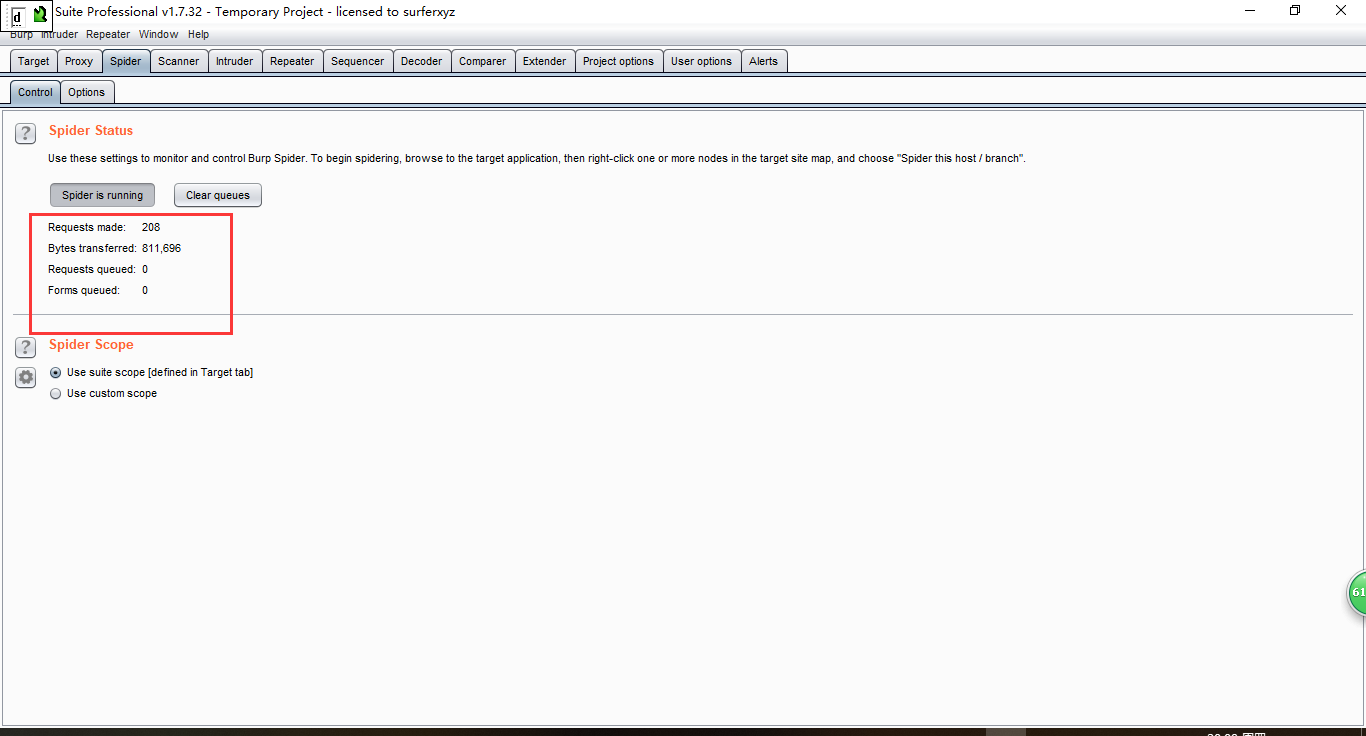 d
Suite Professional v1.7.32 - Temporary Project - licensed to surferxyz
Burp Intruder Repeater Window Help
Target Proxy Spider Scanner Intruder Repeater Sequencer Decoder Comparer Extender Project options User options Alerts
Control Options
? Spider Status
Use these settings to monitor and control Burp Spider. To begin spidering, browse to the target application, then right-click one or more nodes in the target site map, and choose "Spider this host / branch".
Spider is running Clear queues
Requests made: 208
Bytes transferred: 811,696
Requests queued: 0
Forms queued: 0
? Spider Scope
Use suite scope [defined in Target tab]
Use custom scope
61